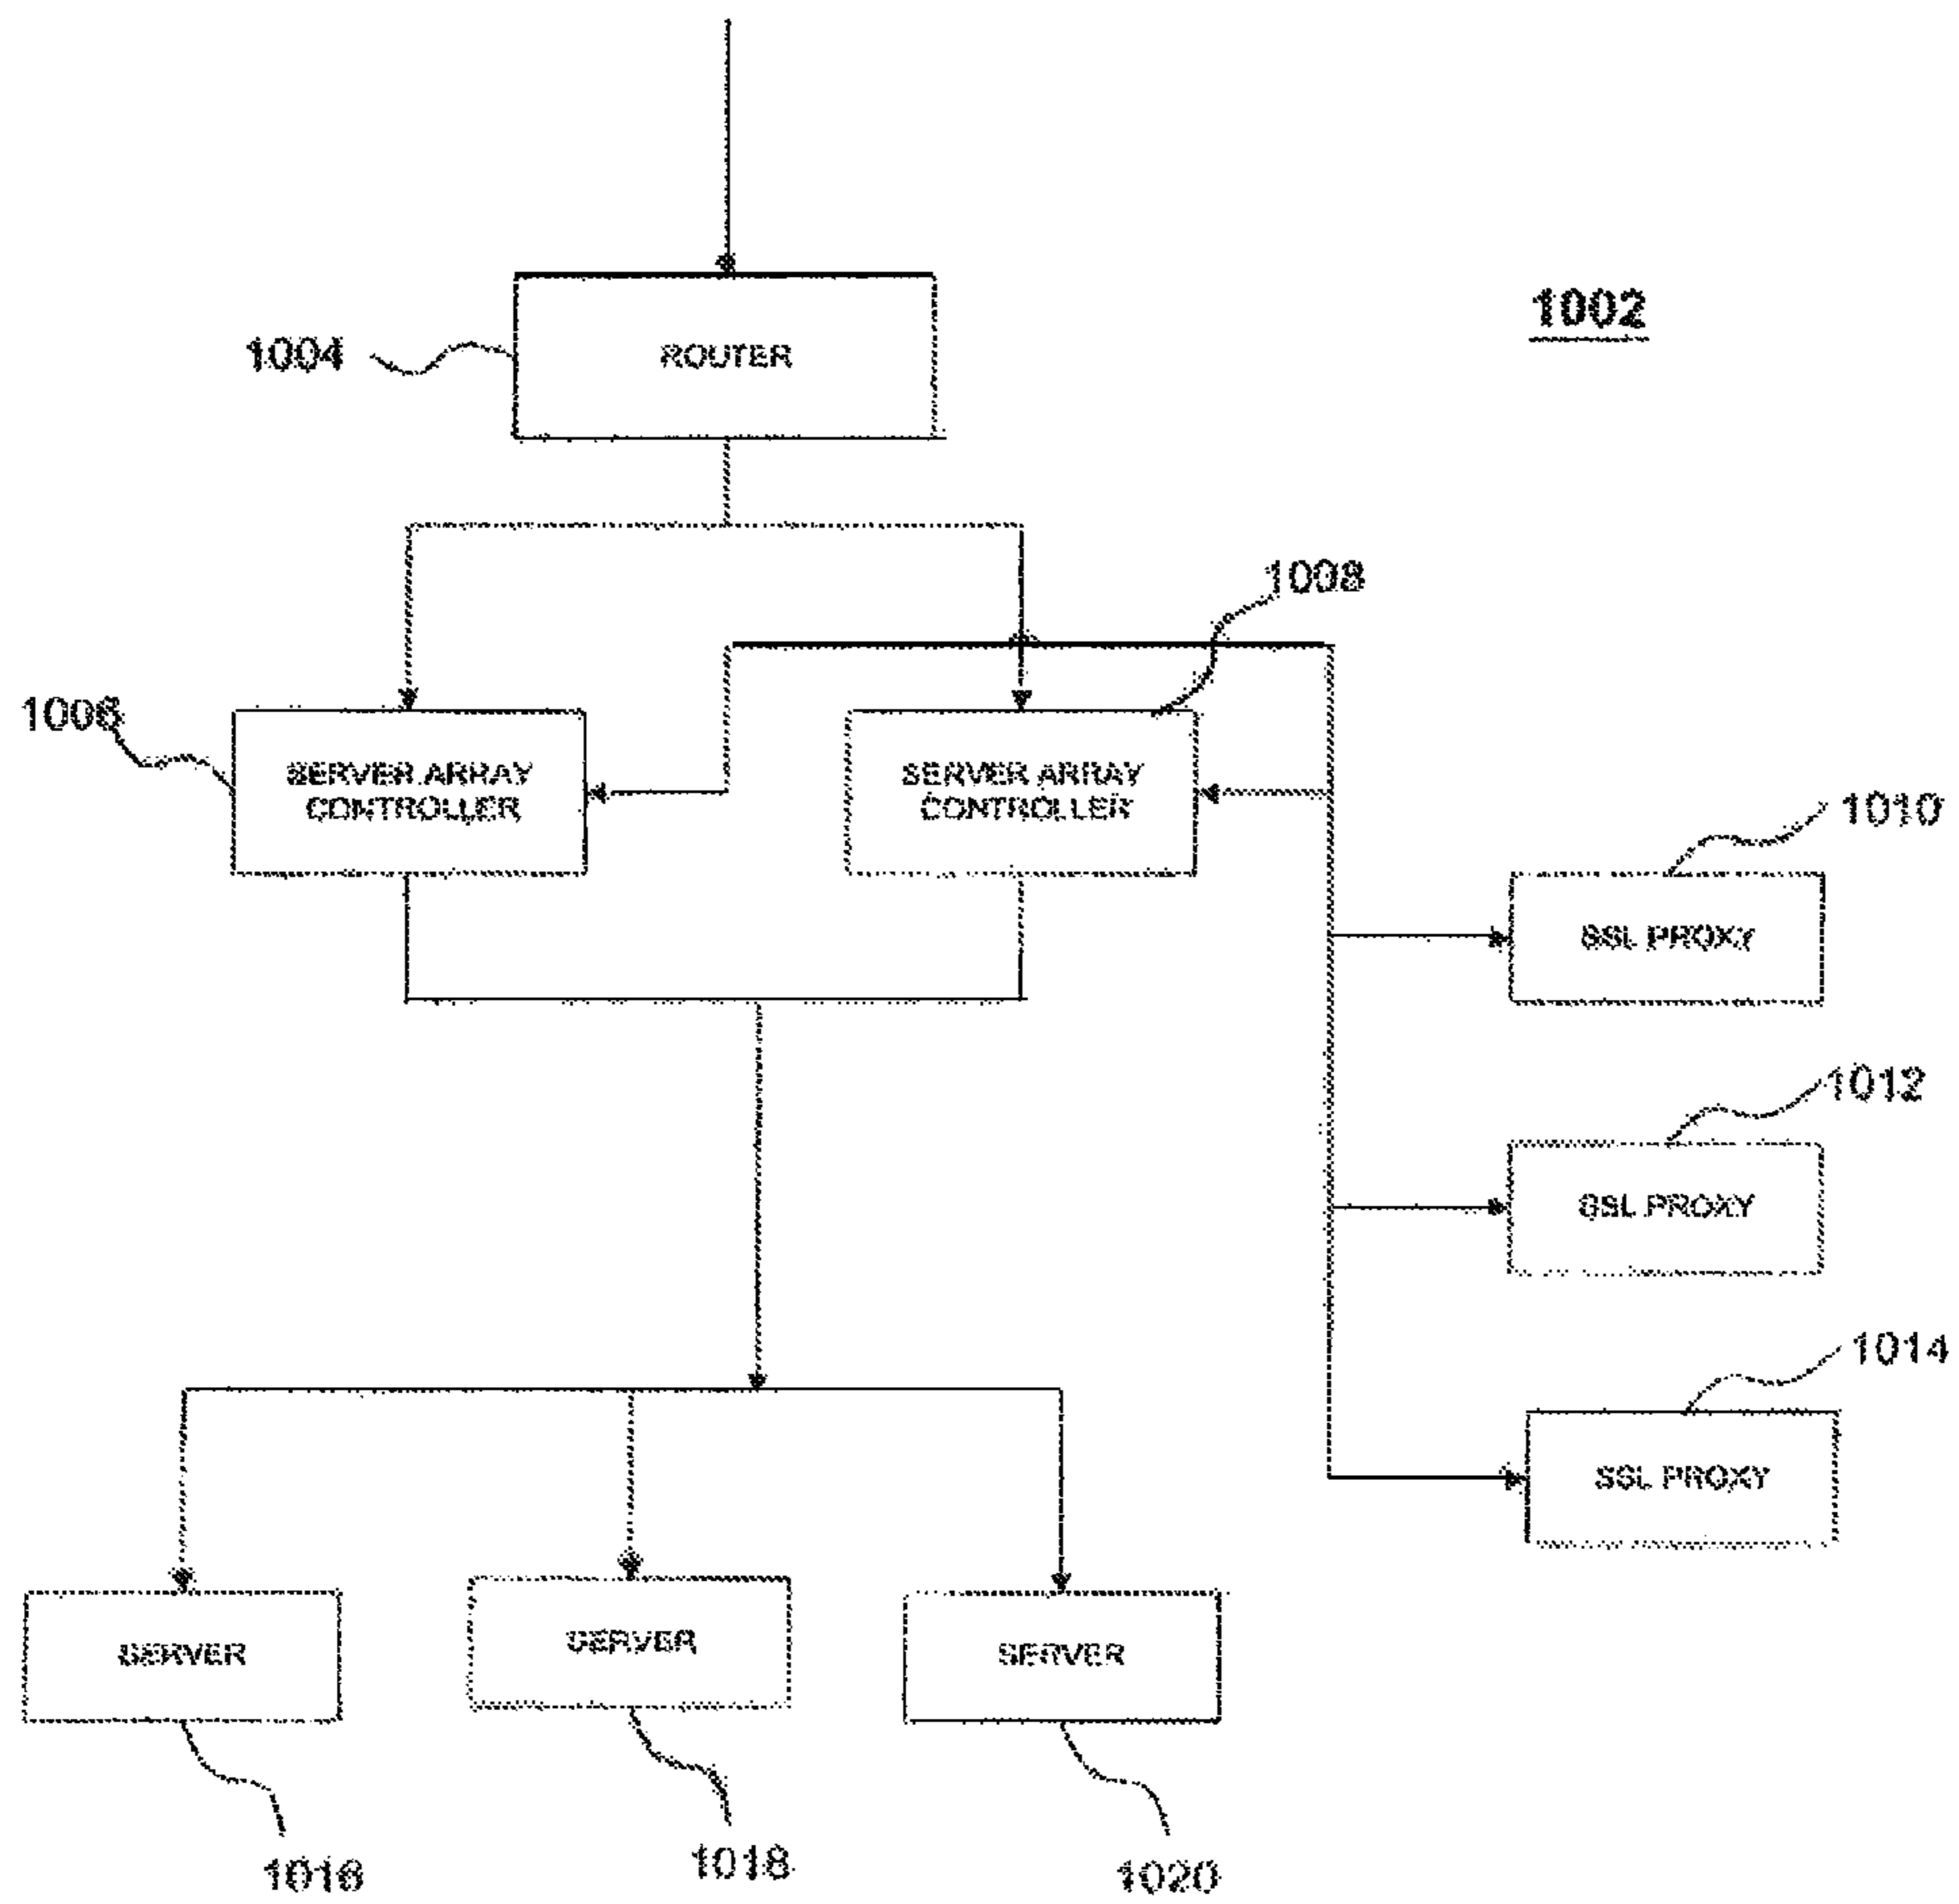 1002
1004
ROUTER
1008
1006
SERVER ARRAY
CONTROLLER
SERVER ARRAY
CONTROLLER
1010
SSL PROXY
1012
SSL PROXY
1014
SSL PROXY
SERVER
SERVER
SERVER
1016
1018
1020